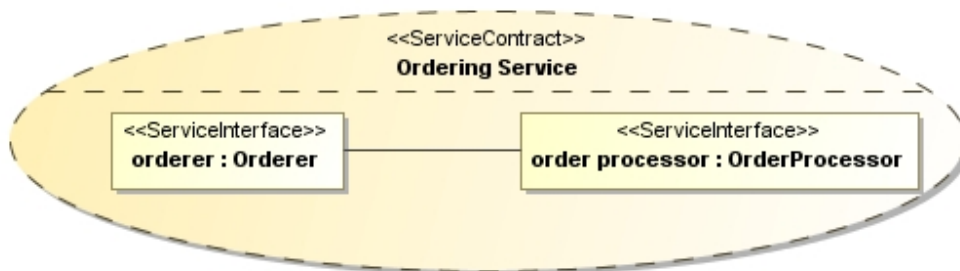 <<ServiceContract>>
Ordering Service
<<ServiceInterface>>
orderer : Orderer
<<ServiceInterface>>
order processor : OrderProcessor